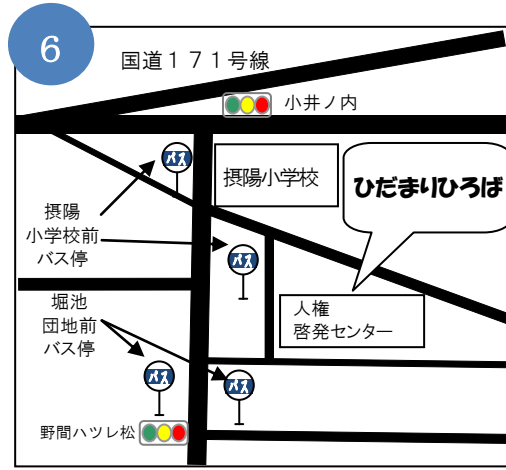 6
国道１７１号線
小井ノ内
バス
摂陽小学校
ひだまりひろば
摂陽
小学校前
バス停
バス
堀池
団地前
バス停
人権
啓発センター
バス
バス
野間ハツレ松